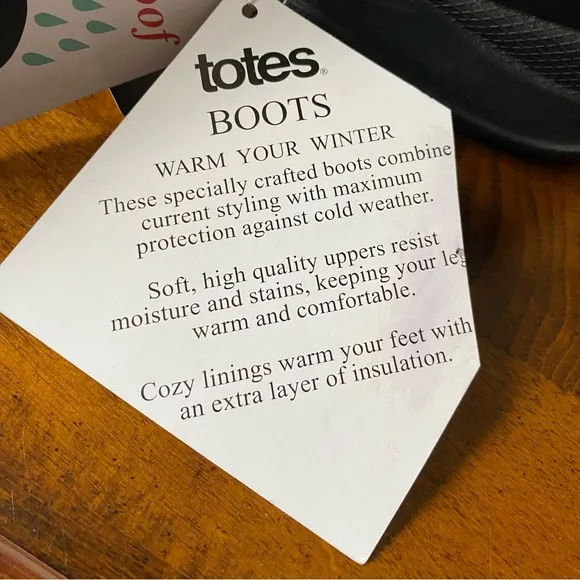 totes®
BOOTS
WARM YOUR WINTER
These specially crafted boots combine
current styling with maximum
protection against cold weather.
Soft, high quality uppers resist
moisture and stains, keeping your leg
warm and comfortable.
Cozy linings warm your feet with
an extra layer of insulation.
oof